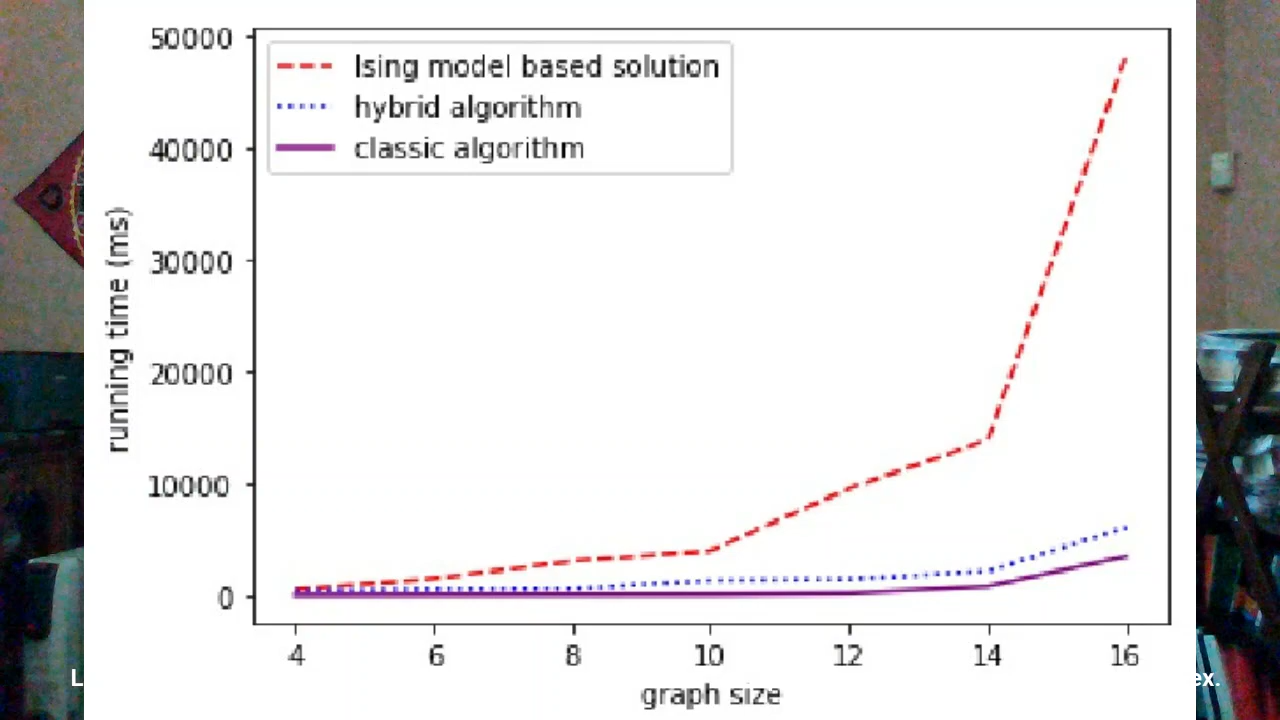 50000
40000
30000
20000
10000
0
running time (ms)
Ising model based solution
hybrid algorithm
classic algorithm
4 6 8 10 12 14 16
graph size